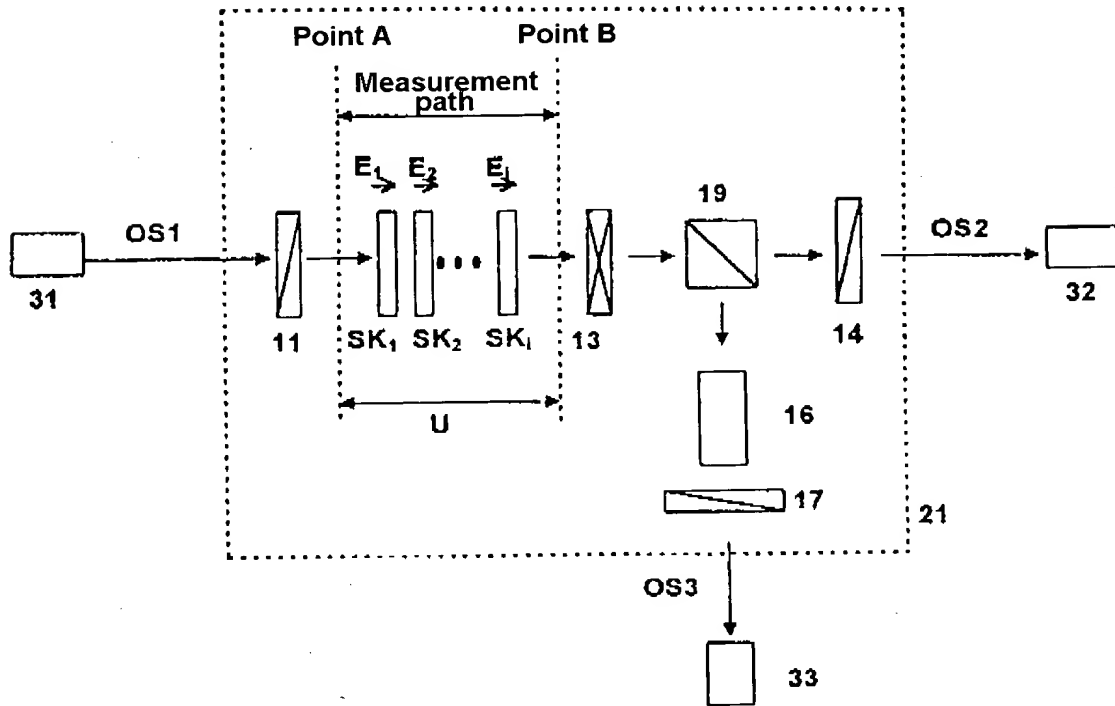 Point A
Point B
Measurement
path
E₁
E₂
Eᵢ
19
OS1
OS2
31
11
SK₁
SK₂
SKᵢ
13
14
32
U
16
17
21
OS3
33